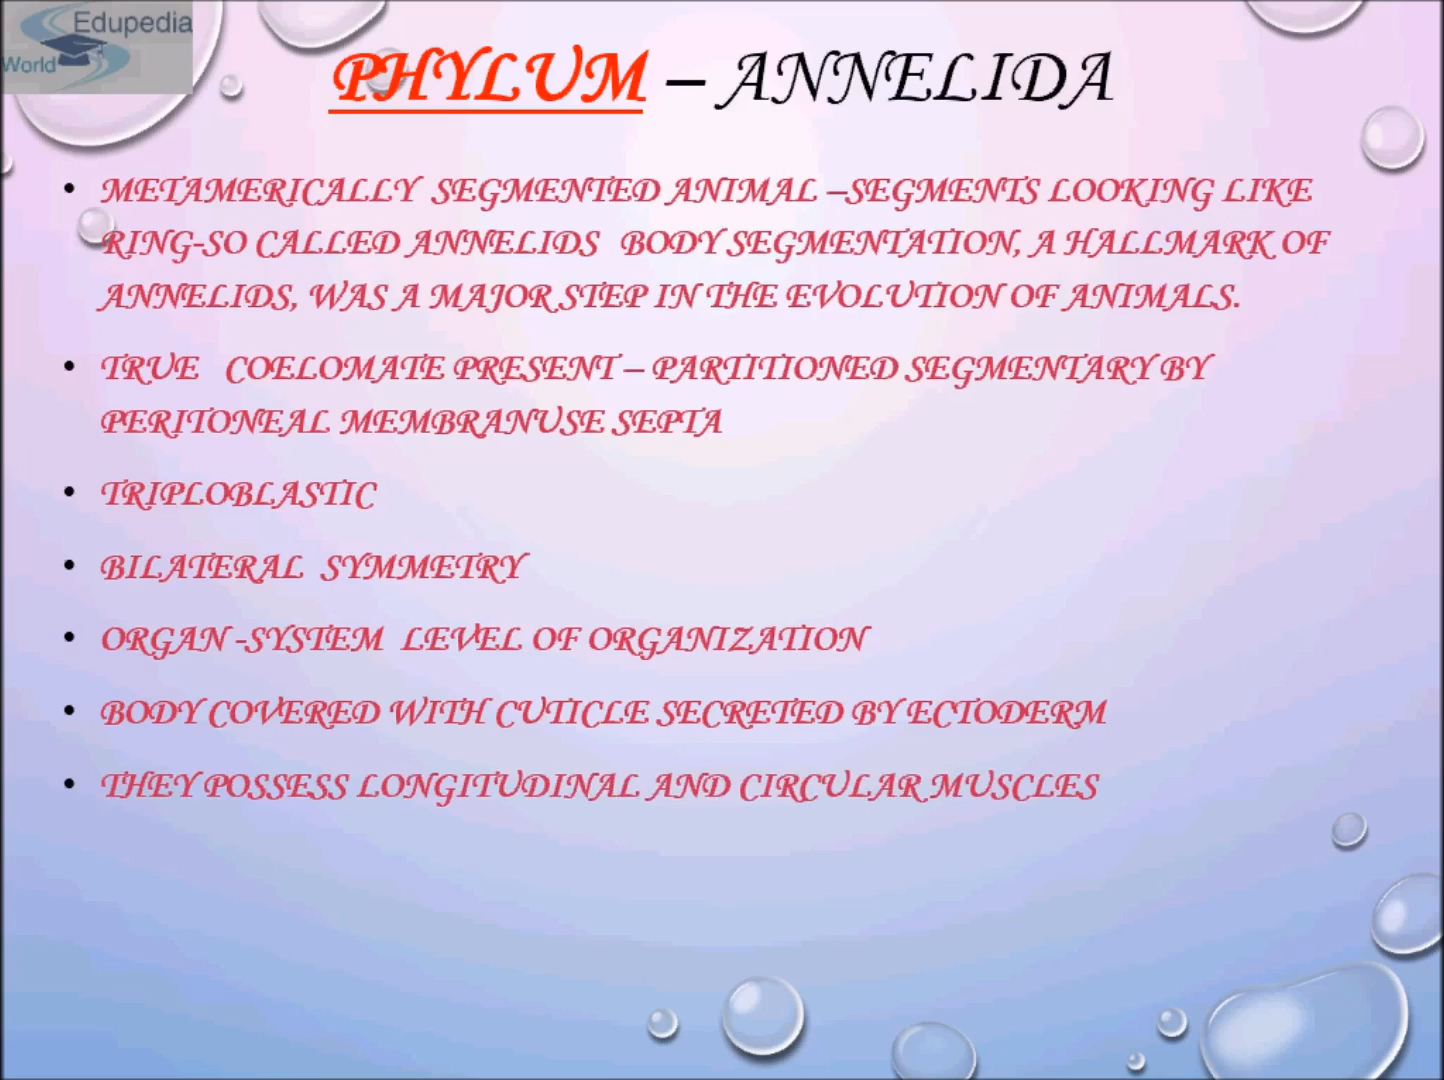 Edupedia
World
PHYLUM – ANNELIDA
• METAMERICALLY SEGMENTED ANIMAL –SEGMENTS LOOKING LIKE
RING-SO CALLED ANNELIDS BODY SEGMENTATION, A HALLMARK OF
ANNELIDS, WAS A MAJOR STEP IN THE EVOLUTION OF ANIMALS.
• TRUE COELOMATE PRESENT – PARTITIONED SEGMENTARY BY
PERITONEAL MEMBRANUSE SEPTA
• TRIPLOBLASTIC
• BILATERAL SYMMETRY
• ORGAN -SYSTEM LEVEL OF ORGANIZATION
• BODY COVERED WITH CUTICLE SECRETED BY ECTODERM
• THEY POSSESS LONGITUDINAL AND CIRCULAR MUSCLES